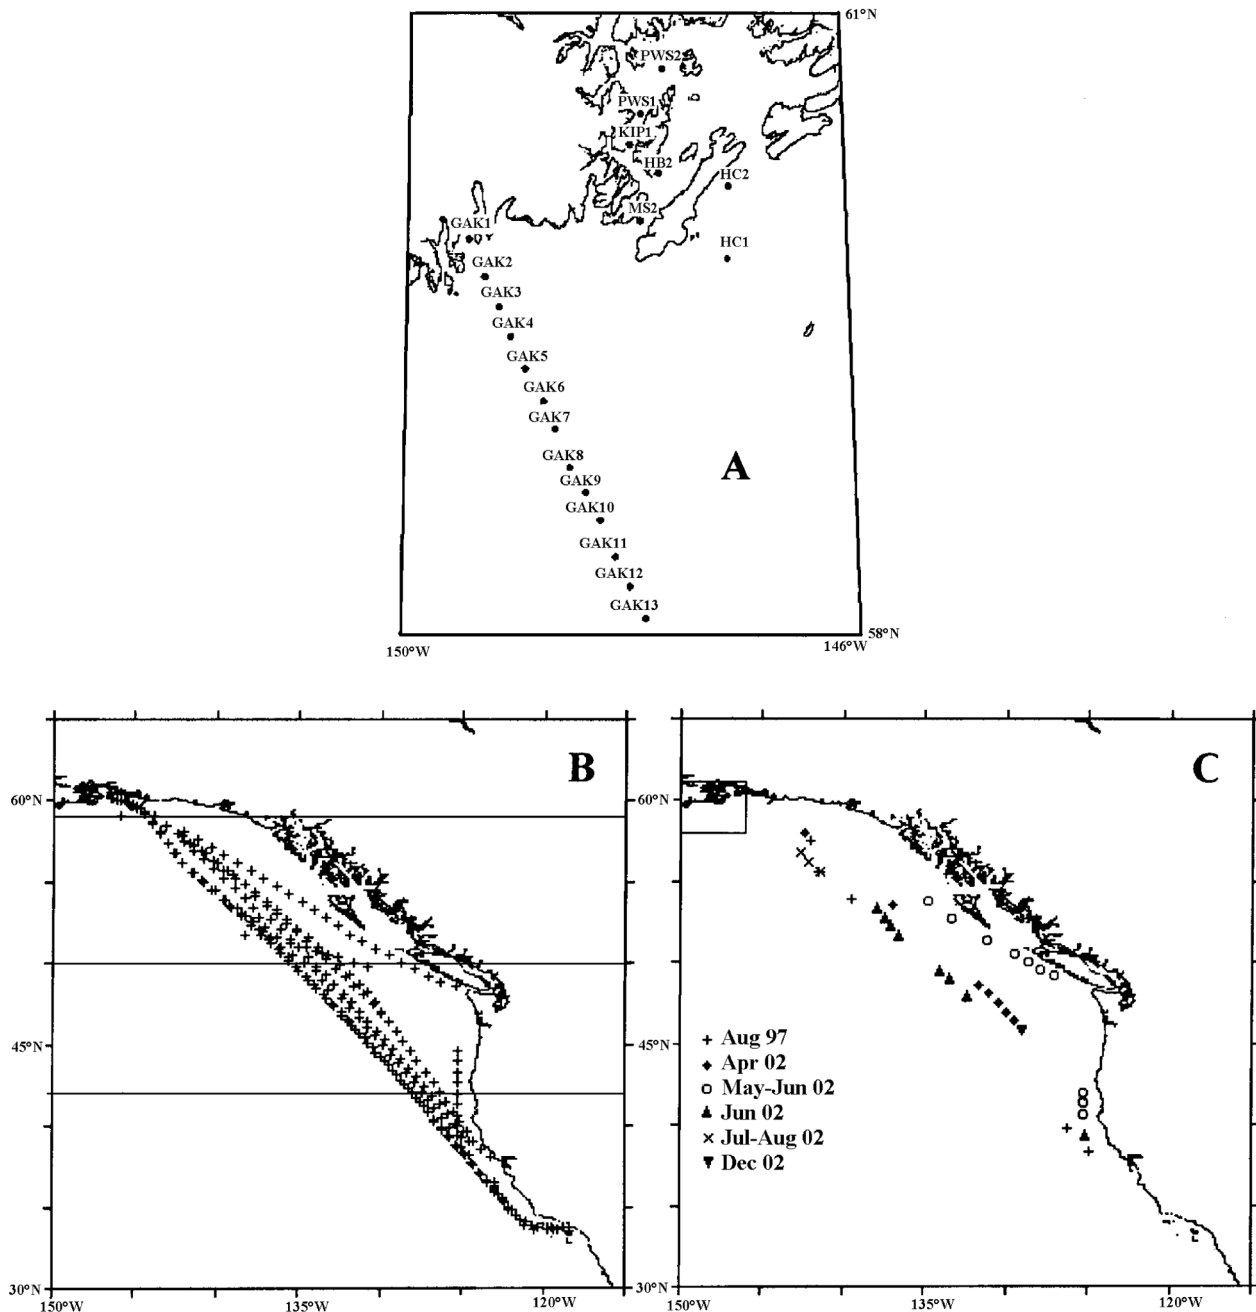 61°N
PWS2
PWS1
KIP1
HB2
HC2
MS2
GAK1
HC1
GAK2
GAK3
GAK4
GAK5
GAK6
GAK7
A
GAK8
GAK9
GAK10
GAK11
GAK12
GAK13
58°N
150°W
146°W
B
C
60°N
60°N
45°N
45°N
Aug 97
Apr 02
May-Jun 02
Jun 02
Jul-Aug 02
Dec 02
30°N
30°N
150°W
135°W
120°W
150°W
135°W
120°W